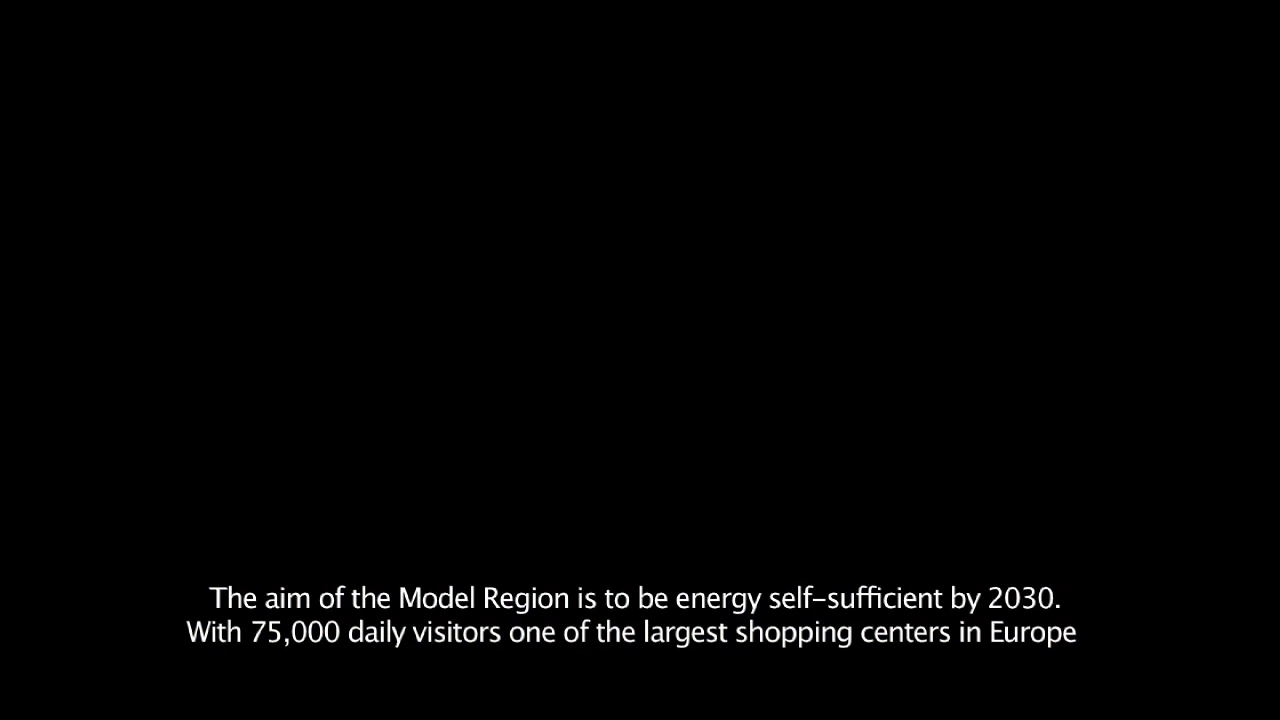 The aim of the Model Region is to be energy self-sufficient by 2030.
With 75,000 daily visitors one of the largest shopping centers in Europe